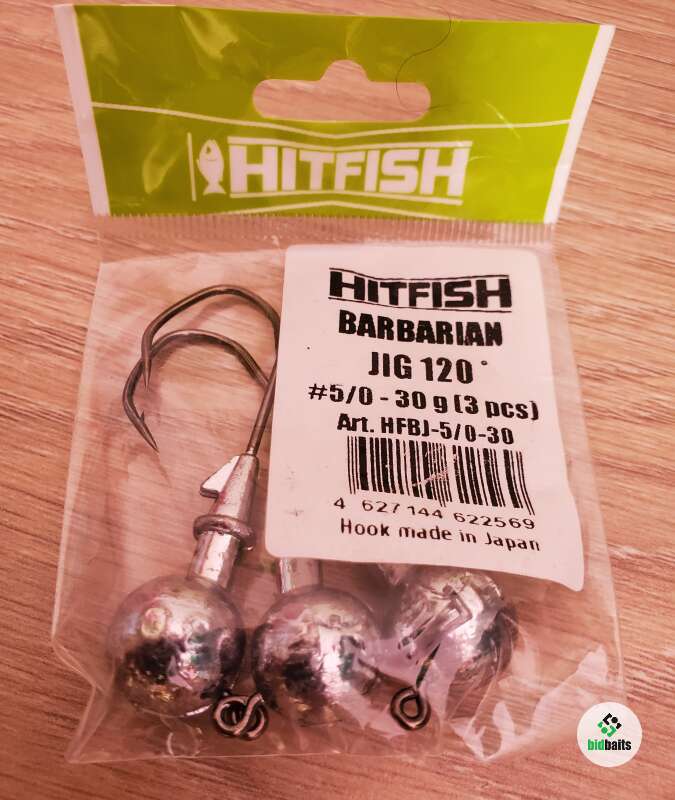 HITFISH
HITFISH
BARBARIAN
JIG 120°
#5/0 - 30 g (3 pcs)
Art. HFBJ-5/0-30
4 627144 622569
Hook made in Japan
bidbaits